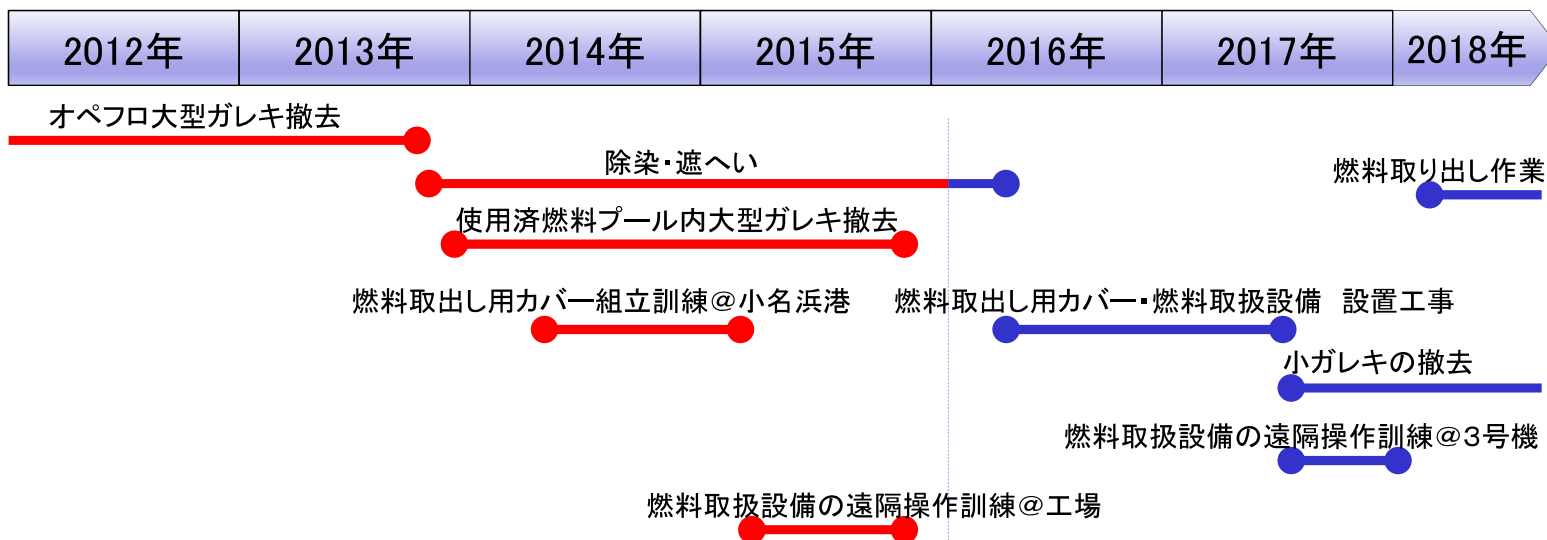 2012年 2013年 2014年 2015年 2016年 2017年 2018年
オペフロ大型ガレキ撤去
除染・遮へい
燃料取り出し作業
使用済燃料プール内大型ガレキ撤去
燃料取出し用カバー組立訓練＠小名浜港
燃料取出し用カバー・燃料取扱設備　設置工事
小ガレキの撤去
燃料取扱設備の遠隔操作訓練＠３号機
燃料取扱設備の遠隔操作訓練＠工場